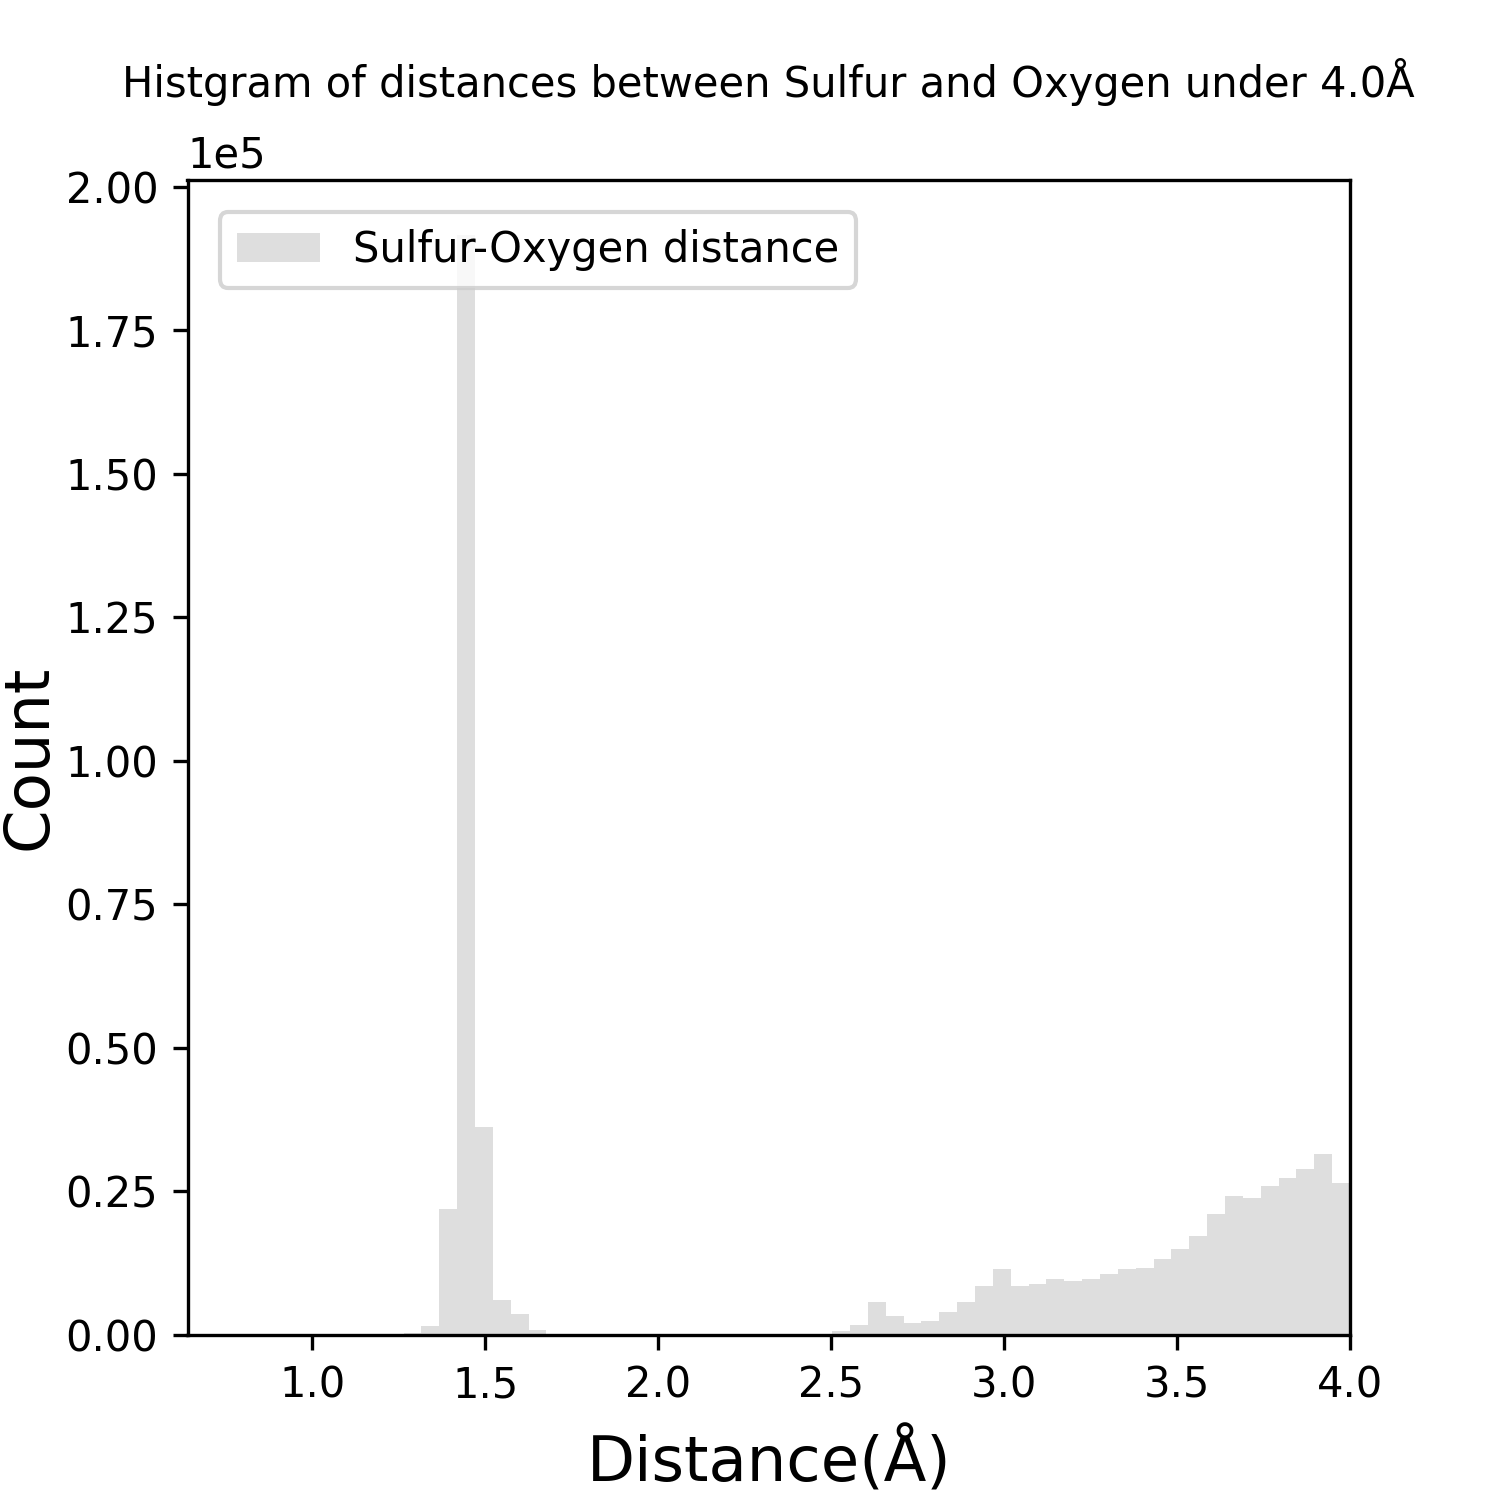 Histgram of distances between Sulfur and Oxygen under 4.0Å
1e5
2.00
Sulfur-Oxygen distance
1.75
1.50
1.25
1.00
0.75
0.50
0.25
0.00
Count
1.0 1.5 2.0 2.5 3.0 3.5 4.0
Distance(Å)